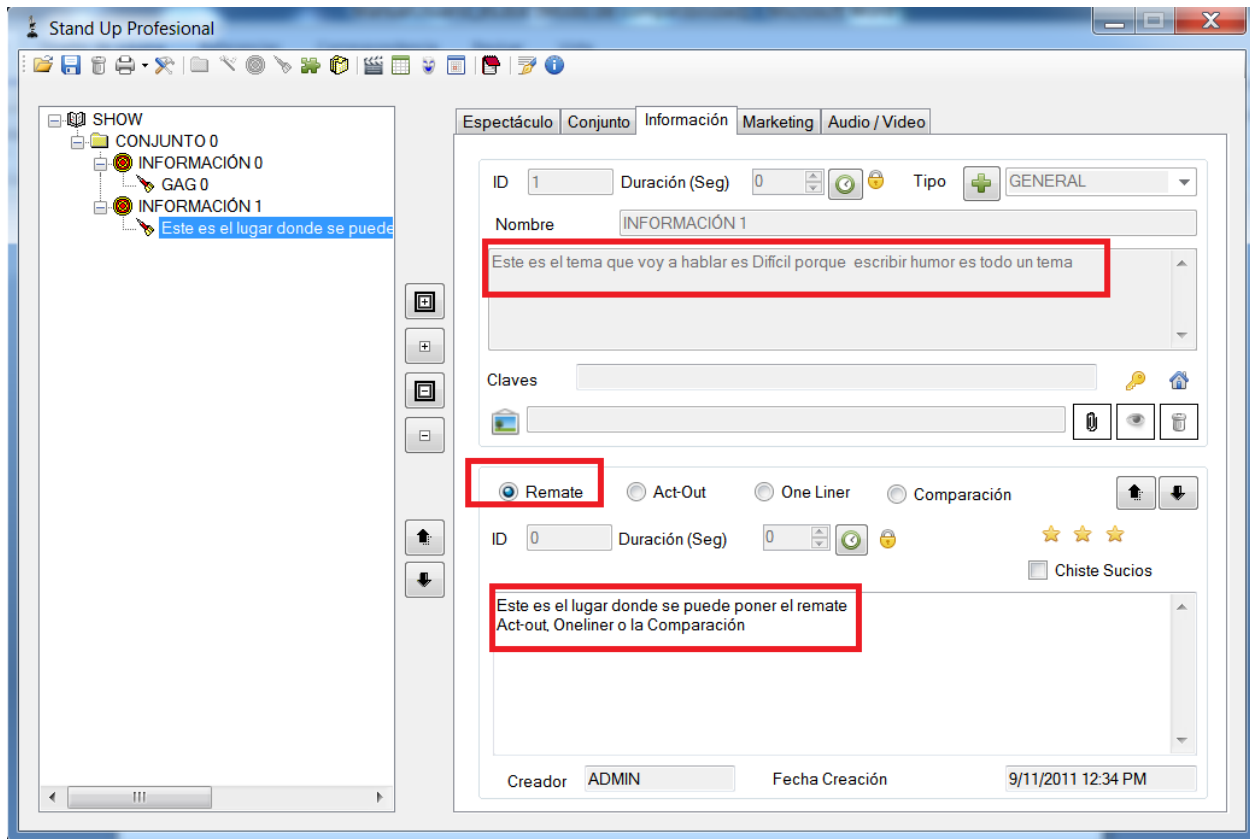 Stand Up Profesional
SHOW
CONJUNTO 0
INFORMACIÓN 0
GAG 0
INFORMACIÓN 1
Este es el lugar donde se puede
Espectáculo Conjunto Información Marketing Audio / Video
ID 1 Duración (Seg) 0 Tipo GENERAL
Nombre INFORMACIÓN 1
Este es el tema que voy a hablar es Difícil porque escribir humor es todo un tema
Claves
Remate Act-Out One Liner Comparación
ID 0 Duración (Seg) 0
Chiste Sucios
Este es el lugar donde se puede poner el remate
Act-out, Oneliner o la Comparación
Creador ADMIN Fecha Creación 9/11/2011 12:34 PM